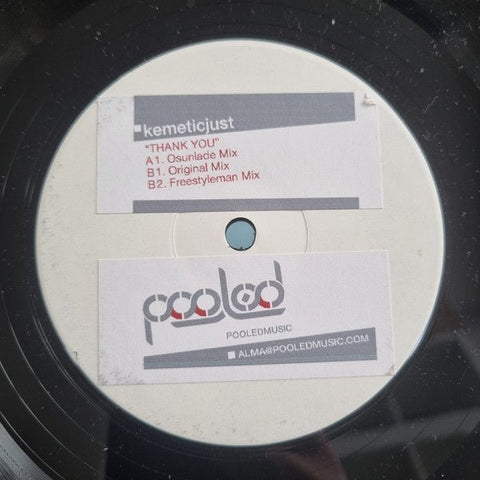 kemeticjust
"THANK YOU"
A1. Osunlade Mix
B1. Original Mix
B2. Freestyleman Mix
pooled
POOLEDMUSIC
ALMA@POOLEDMUSIC.COM